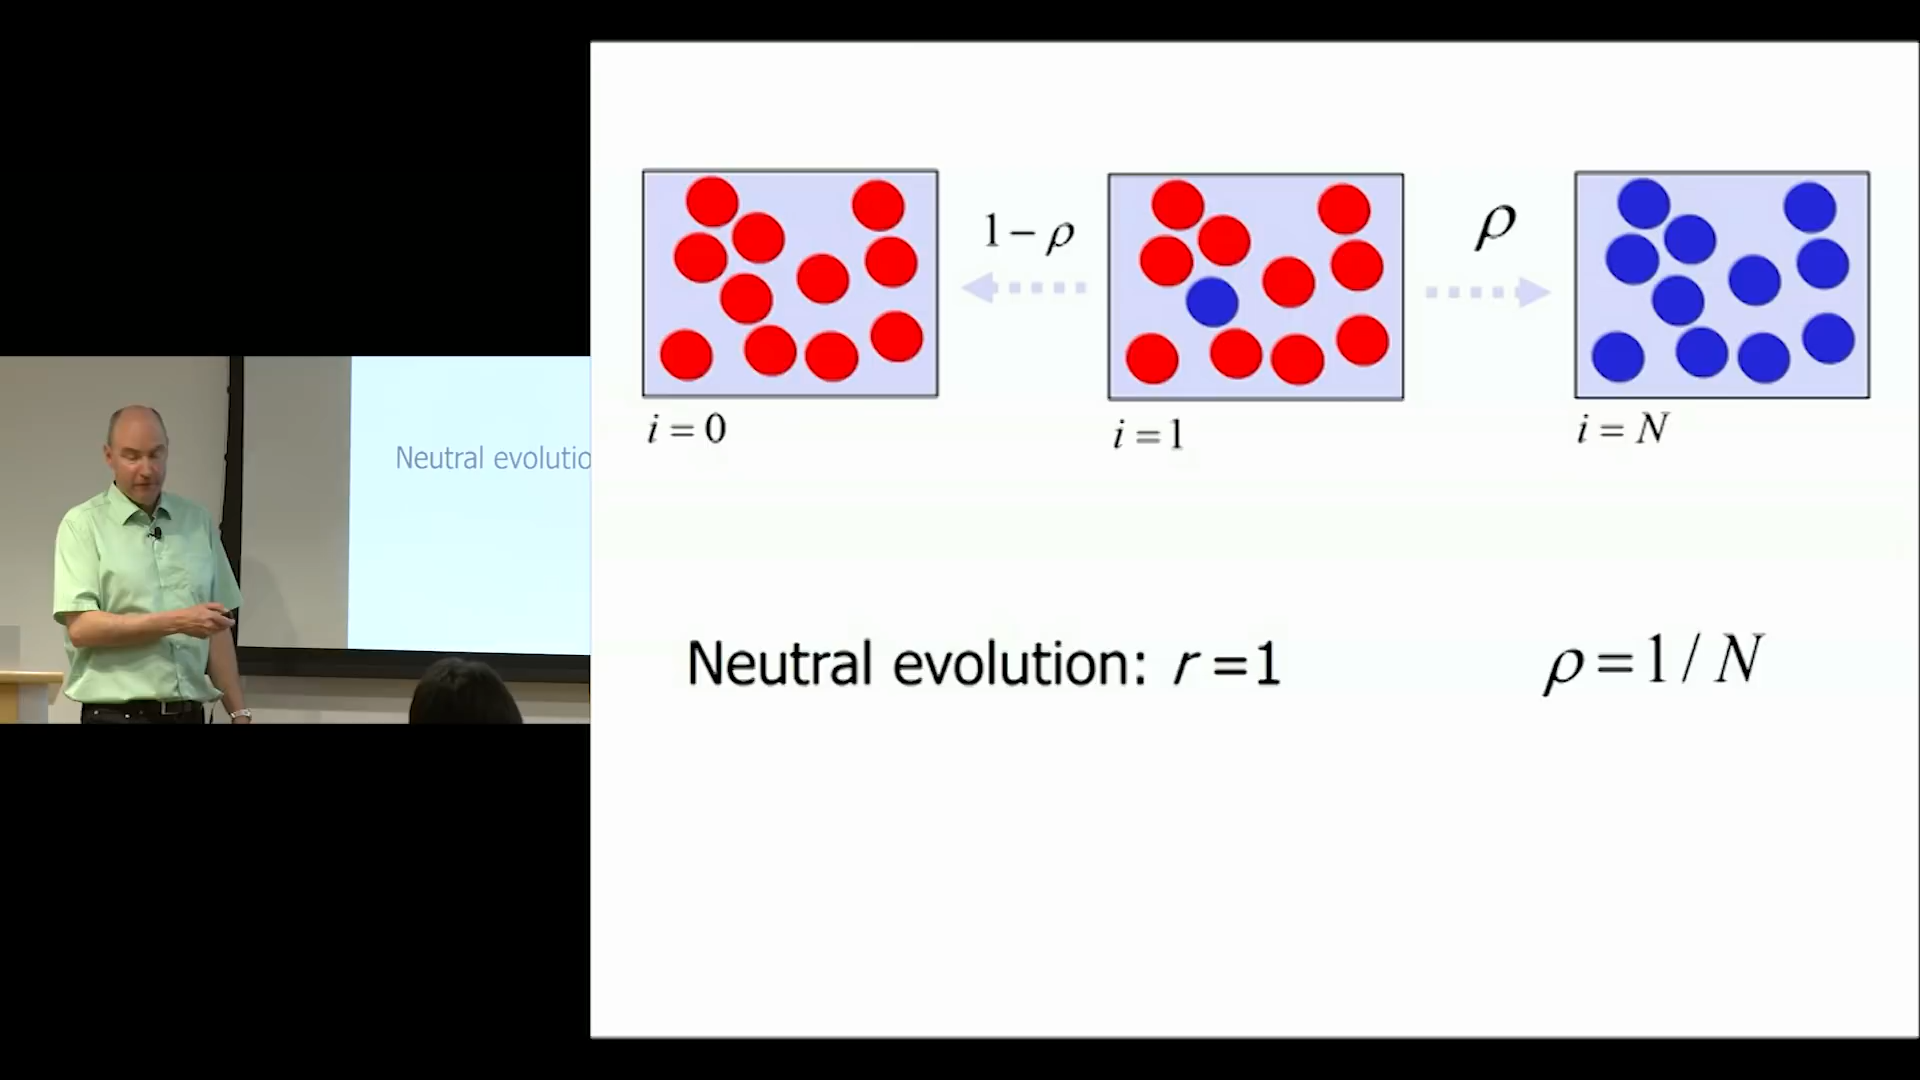 1 − ρ
ρ
i = 0
i = 1
i = N
Neutral evolutio
Neutral evolution: r = 1
ρ = 1 / N